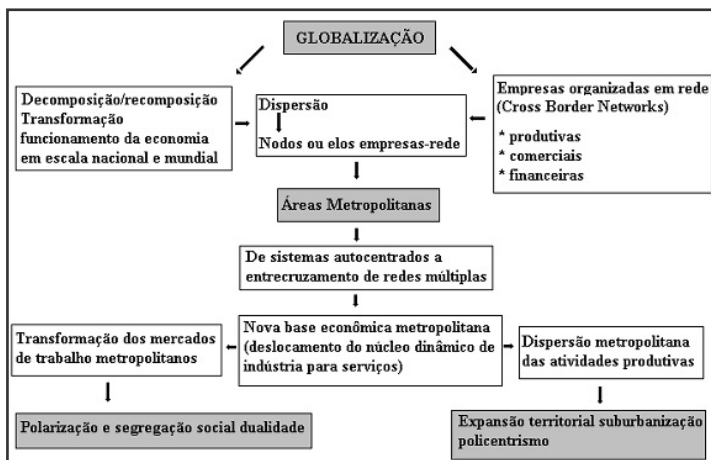 GLOBALIZAÇÃO
Decomposição/recomposição
Transformação
funcionamento da economia
em escala nacional e mundial
Dispersão
Nodos ou elos empresas-rede
Empresas organizadas em rede
(Cross Border Networks)
* produtivas
* comerciais
* financeiras
Áreas Metropolitanas
De sistemas autocentrados a
entrecruzamento de redes múltiplas
Transformação dos mercados
de trabalho metropolitanos
Nova base econômica metropolitana
(deslocamento do núcleo dinâmico de
indústria para serviços)
Dispersão metropolitana
das atividades produtivas
Polarização e segregação social dualidade
Expansão territorial suburbanização
policentrismo